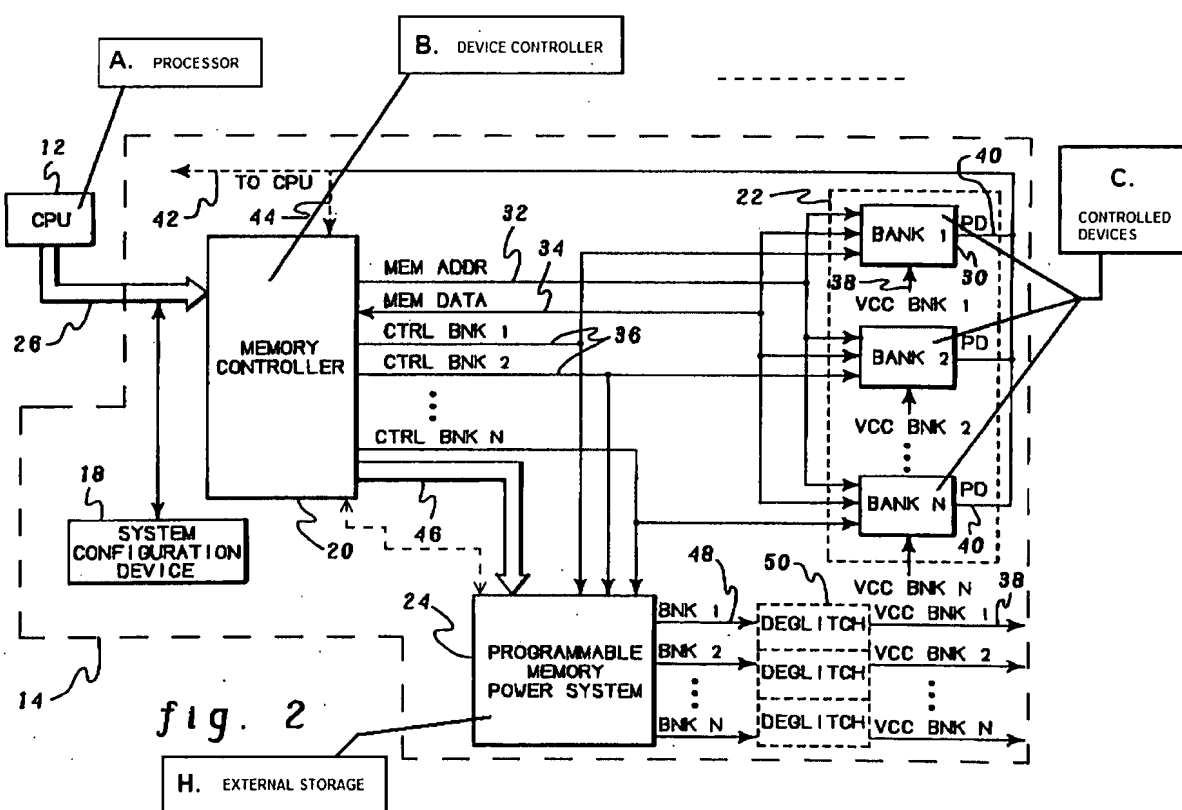 A. PROCESSOR
B. DEVICE CONTROLLER
C.
CONTROLLED
DEVICES
12
CPU
42
TO CPU
44
32
34
22
40
26
MEMORY
CONTROLLER
MEM ADDR
MEM DATA
CTRL BNK 1
CTRL BNK 2
36
CTRL BNK N
BANK 1
PD
30
38
VCC BNK 1
BANK 2
PD
VCC BNK 2
BANK N
PD
40
VCC BNK N
18
SYSTEM
CONFIGURATION
DEVICE
20
46
24
PROGRAMMABLE
MEMORY
POWER SYSTEM
48
50
BNK 1
DEGLITCH
VCC BNK 1
38
BNK 2
DEGLITCH
VCC BNK 2
BNK N
DEGLITCH
VCC BNK N
14
fig. 2
H. EXTERNAL STORAGE